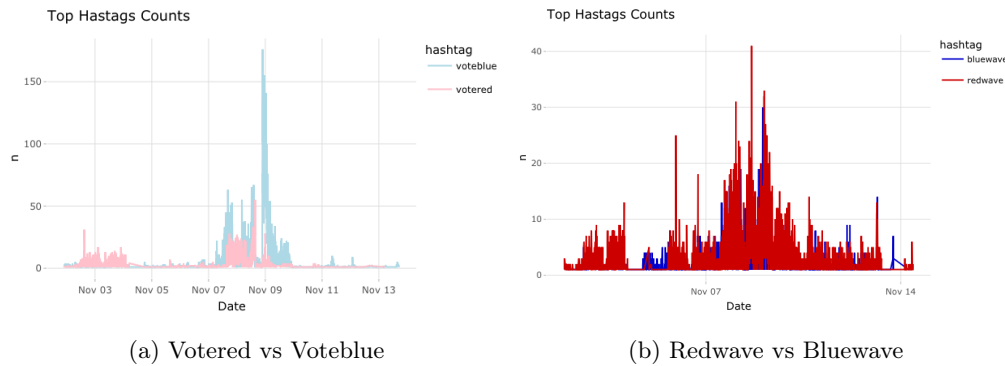 Top Hastags Counts
hashtag
voteblue
votered
150
100
50
0
n
Nov 03
Nov 05
Nov 07
Nov 09
Nov 11
Nov 13
Date
(a) Votered vs Voteblue
Top Hastags Counts
hashtag
bluewave
redwave
40
30
20
10
0
n
Nov 07
Nov 14
Date
(b) Redwave vs Bluewave